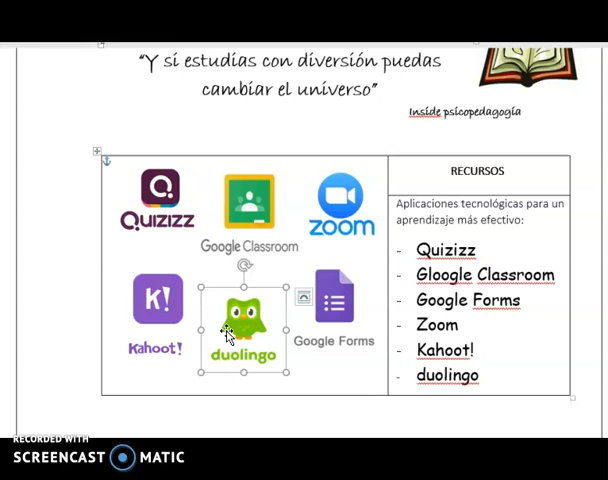 “Y si estudias con diversión puedas
cambiar el universo”
Inside psicopedagogía
QUIZIZZ
Google Classroom
zoom
K!
Kahoot!
duolingo
Google Forms
RECURSOS
Aplicaciones tecnológicas para un
aprendizaje más efectivo:
- Quizizz
- Gloogle Classroom
- Google Forms
- Zoom
- Kahoot!
- duolingo
RECORDED WITH
SCREENCAST MATIC